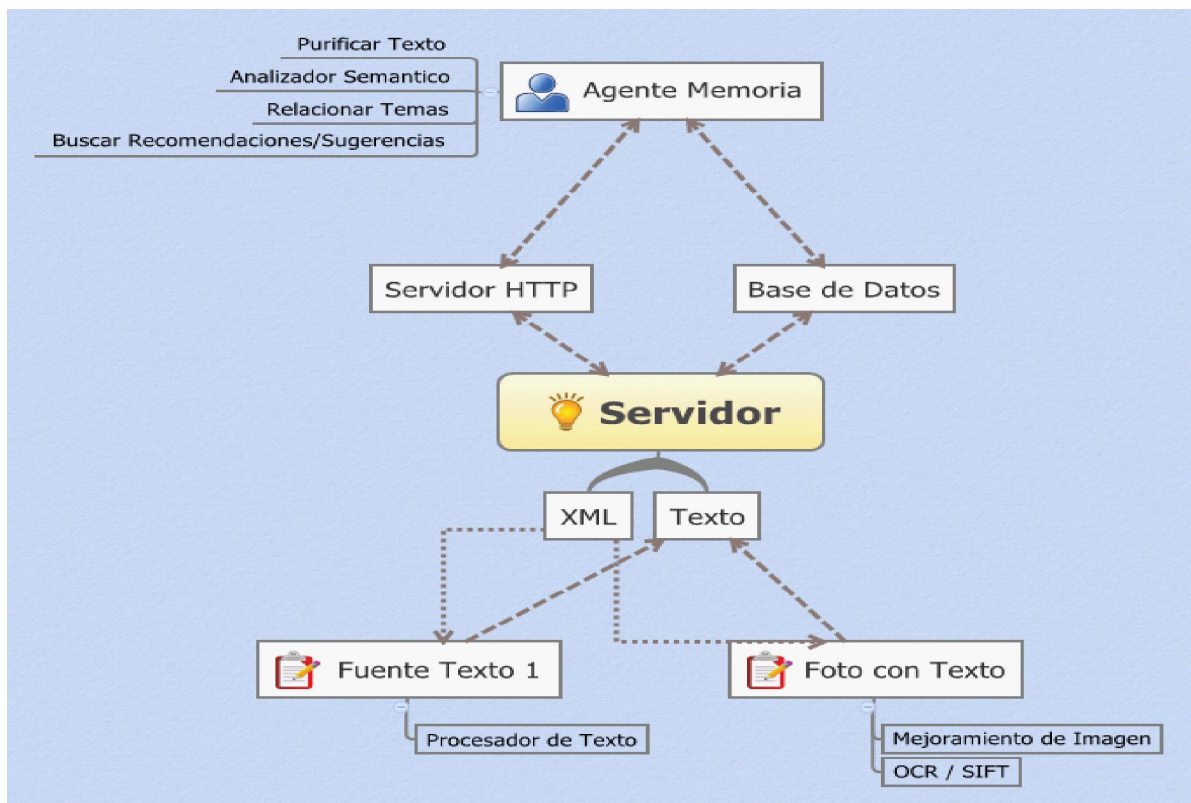 Purificar Texto
Analizador Semantico
Relacionar Temas
Buscar Recomendaciones/Sugerencias
Agente Memoria
Servidor HTTP
Base de Datos
Servidor
XML
Texto
Fuente Texto 1
Procesador de Texto
Foto con Texto
Mejoramiento de Imagen
OCR / SIFT